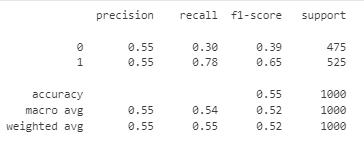 precision recall f1-score support
0 0.55 0.30 0.39 475
1 0.55 0.78 0.65 525
accuracy 0.55 1000
macro avg 0.55 0.54 0.52 1000
weighted avg 0.55 0.55 0.52 1000